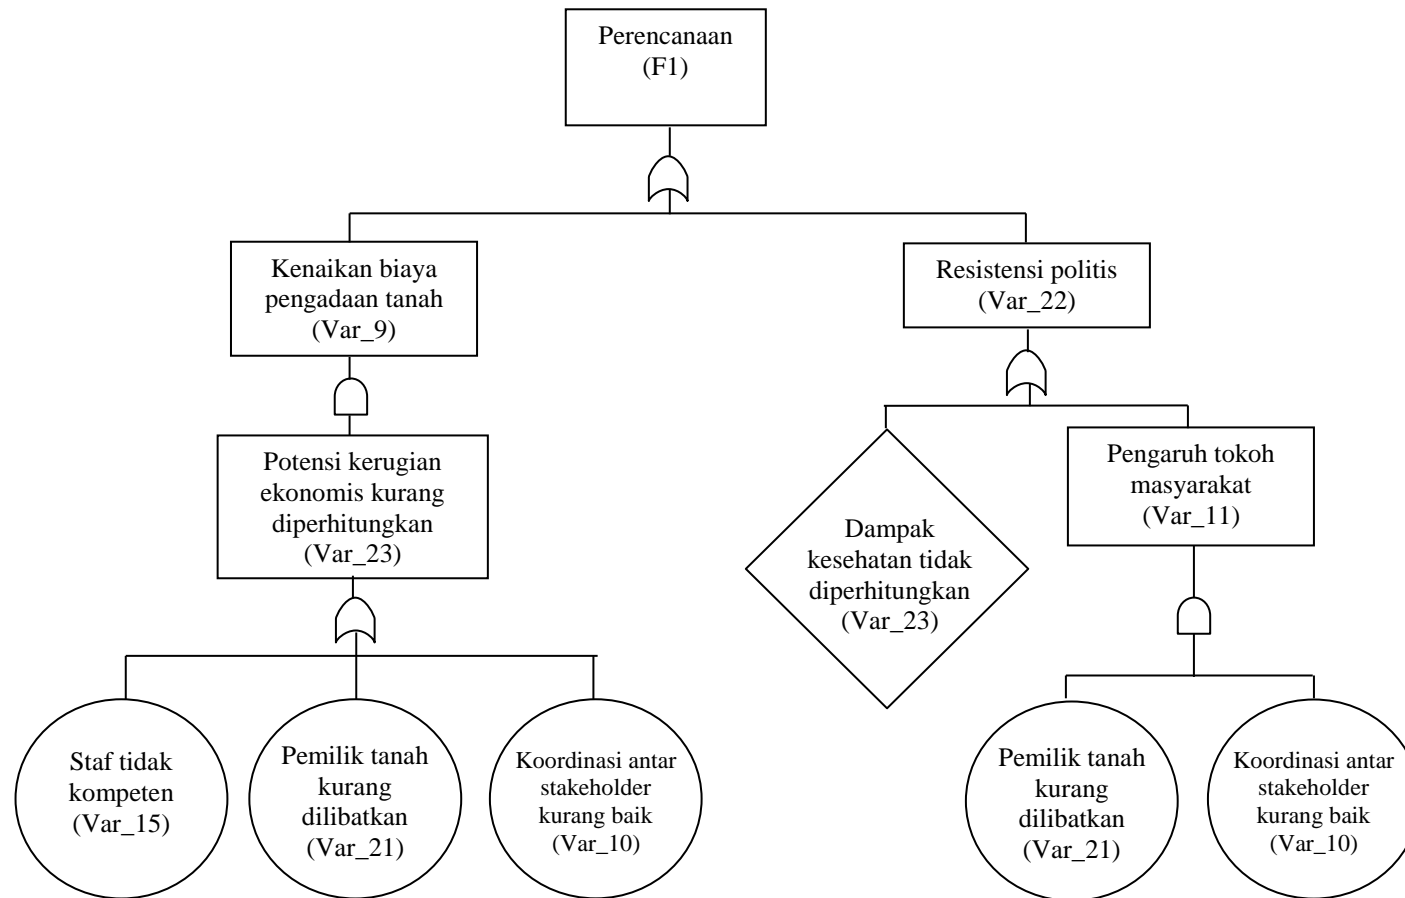 Perencanaan
(F1)
Kenaikan biaya
pengadaan tanah
(Var_9)
Resistensi politis
(Var_22)
Potensi kerugian
ekonomis kurang
diperhitungkan
(Var_23)
Dampak
kesehatan tidak
diperhitungkan
(Var_23)
Pengaruh tokoh
masyarakat
(Var_11)
Staf tidak
kompeten
(Var_15)
Pemilik tanah
kurang
dilibatkan
(Var_21)
Koordinasi antar
stakeholder
kurang baik
(Var_10)
Pemilik tanah
kurang
dilibatkan
(Var_21)
Koordinasi antar
stakeholder
kurang baik
(Var_10)